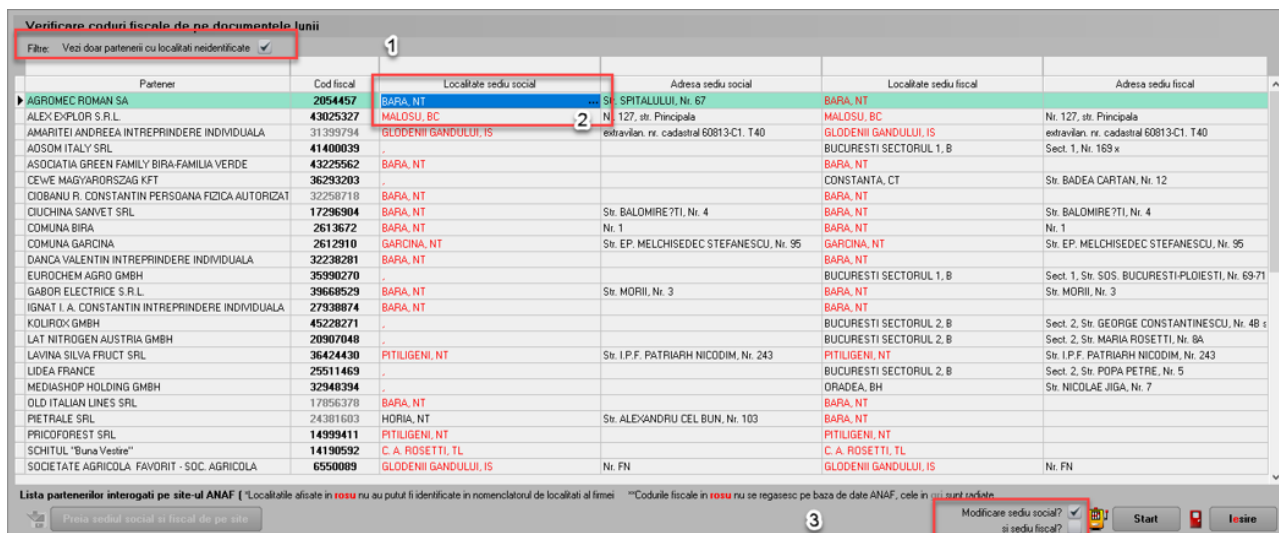 Verificare coduri fiscale de pe documentele lunii
Filtre: Vezi doar partenerii cu localitati neidentificate
1
Partener Cod fiscal Localitate sediu social Adresa sediu social Localitate sediu fiscal Adresa sediu fiscal
AGROMEC ROMAN SA 2054457 BARA, NT ... Str. SPITALULUI, Nr. 67 BARA, NT
ALEX EXPLOR S.R.L. 43025327 MALOSU, BC 2 Nr. 127, str. Principala MALOSU, BC Nr. 127, str. Principala
AMARITEI ANDREEA INTREPRINDERE INDIVIDUALA 31399794 GLODENII GANDULUI, IS extravilan. nr. cadastral 60813-C1. T40 GLODENII GANDULUI, IS extravilan. nr. cadastral 60813-C1. T40
AOSOM ITALY SRL 41400039 , BUCURESTI SECTORUL 1, B Sect. 1, Nr. 169 x
ASOCIATIA GREEN FAMILY BIRA-FAMILIA VERDE 43225562 BARA, NT BARA, NT
CEWE MAGYARORSZAG KFT 36293203 , CONSTANTA, CT Str. BADEA CARTAN, Nr. 12
CIOBANU R. CONSTANTIN PERSOANA FIZICA AUTORIZAT 32258718 BARA, NT BARA, NT
CIUCHINA SANVET SRL 17296904 BARA, NT Str. BALOMIRE?TI, Nr. 4 BARA, NT Str. BALOMIRE?TI, Nr. 4
COMUNA BIRA 2613672 BARA, NT Nr. 1 BARA, NT Nr. 1
COMUNA GARCINA 2612910 GARCINA, NT Str. EP. MELCHISEDEC STEFANESCU, Nr. 95 GARCINA, NT Str. EP. MELCHISEDEC STEFANESCU, Nr. 95
DANCA VALENTIN INTREPRINDERE INDIVIDUALA 32238281 BARA, NT BARA, NT
EUROCHEM AGRO GMBH 35990270 , BUCURESTI SECTORUL 1, B Sect. 1, Str. SOS. BUCURESTI-PLOIESTI, Nr. 69-71
GABOR ELECTRICE S.R.L. 39668529 BARA, NT Str. MORII, Nr. 3 BARA, NT Str. MORII, Nr. 3
IGNAT I. A. CONSTANTIN INTREPRINDERE INDIVIDUALA 27938874 BARA, NT BARA, NT
KOLIROX GMBH 45228271 , BUCURESTI SECTORUL 2, B Sect. 2, Str. GEORGE CONSTANTINESCU, Nr. 4B s
LAT NITROGEN AUSTRIA GMBH 20907048 , BUCURESTI SECTORUL 2, B Sect. 2, Str. MARIA ROSETTI, Nr. 8A
LAVINA SILVA FRUCT SRL 36424430 PITILIGENI, NT Str. I.P.F. PATRIARH NICODIM, Nr. 243 PITILIGENI, NT Str. I.P.F. PATRIARH NICODIM, Nr. 243
LIDEA FRANCE 25511469 , BUCURESTI SECTORUL 2, B Sect. 2, Str. POPA PETRE, Nr. 5
MEDIASHOP HOLDING GMBH 32948394 , ORADEA, BH Str. NICOLAE JIGA, Nr. 7
OLD ITALIAN LINES SRL 17856378 BARA, NT BARA, NT
PIETRALE SRL 24381603 HORIA, NT Str. ALEXANDRU CEL BUN, Nr. 103 BARA, NT
PRICOFOREST SRL 14999411 PITILIGENI, NT PITILIGENI, NT
SCHITUL "Buna Vestire" 14190592 C. A. ROSETTI, TL C. A. ROSETTI, TL
SOCIETATE AGRICOLA FAVORIT - SOC. AGRICOLA 6550089 GLODENII GANDULUI, IS Nr. FN GLODENII GANDULUI, IS Nr. FN
Lista partenerilor interogati pe site-ul ANAF ( *Localitatile afisate in rosu nu au putut fi identificate in nomenclatorul de localitati al firmei **Codurile fiscale in rosu nu se regasesc pe baza de date ANAF, cele in gri sunt radiate
Preia sediul social si fiscal de pe site 3 Modificare sediu social? Start Iesire
si sediu fiscal?